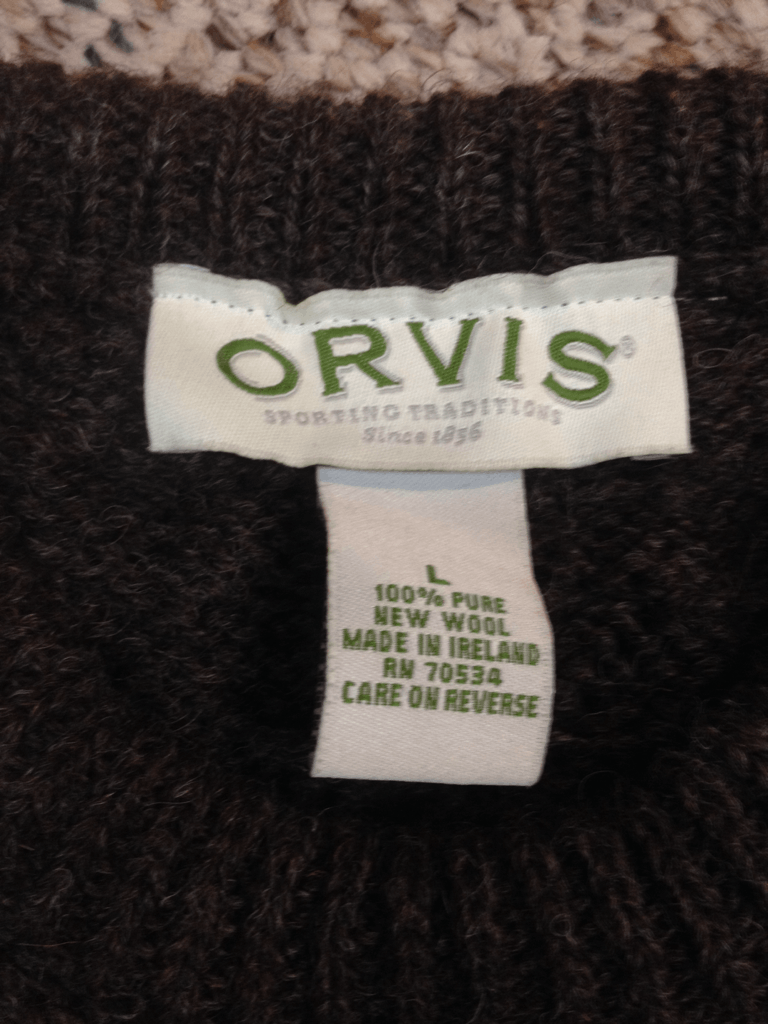 ORVIS®
SPORTING TRADITIONS
Since 1856
L
100% PURE
NEW WOOL
MADE IN IRELAND
RN 70534
CARE ON REVERSE